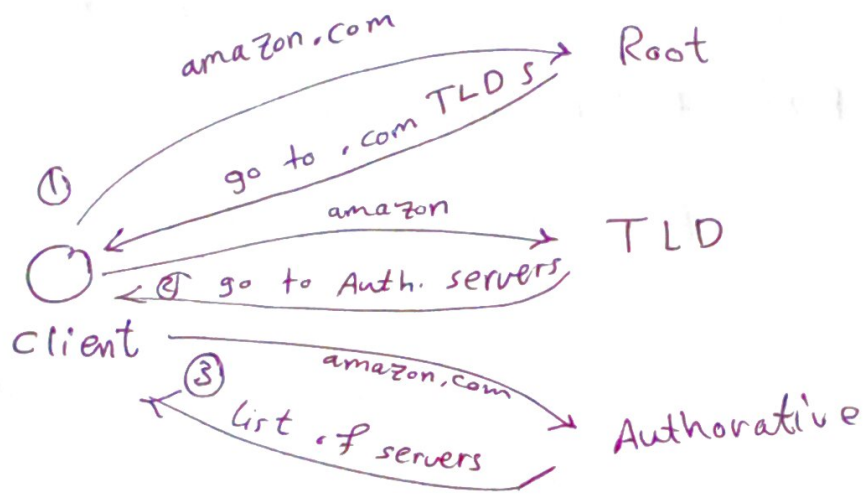 amazon.com
Root
go to .com TLDs
①
amazon
TLD
② go to Auth. servers
client
amazon.com
③
list of servers
Authorative